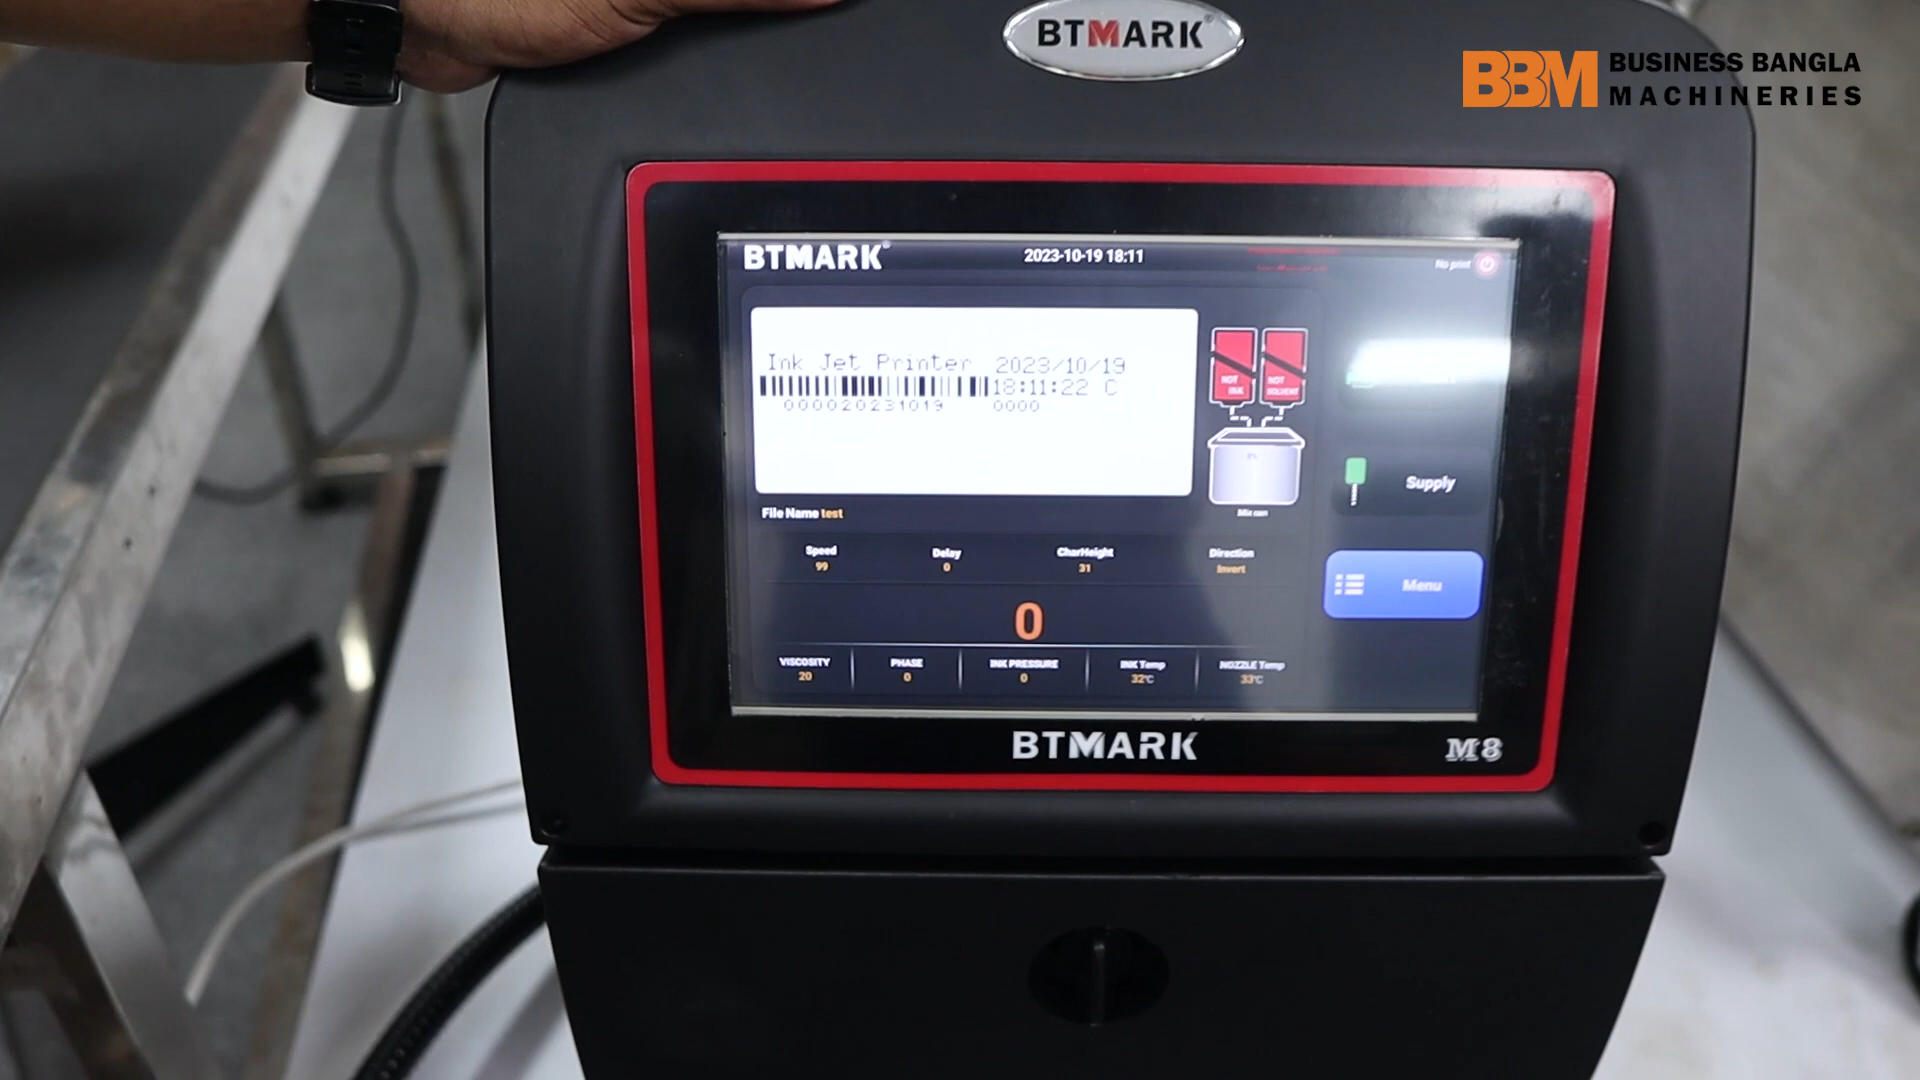 BTMARK®
BBM BUSINESS BANGLA
MACHINERIES
BTMARK®
2023-10-19 18:11
No print
Ink Jet Printer 2023/10/19
18:11:22 C
000020231019 0000
NOT INK
NOT SOLVENT
Mix can
File Name test
Supply
Speed Delay CharHeight Direction
99 0 31 Invert
Menu
0
VISCOSITY PHASE INK PRESSURE INK Temp NOZZLE Temp
20 0 0 32℃ 33℃
BTMARK
M8